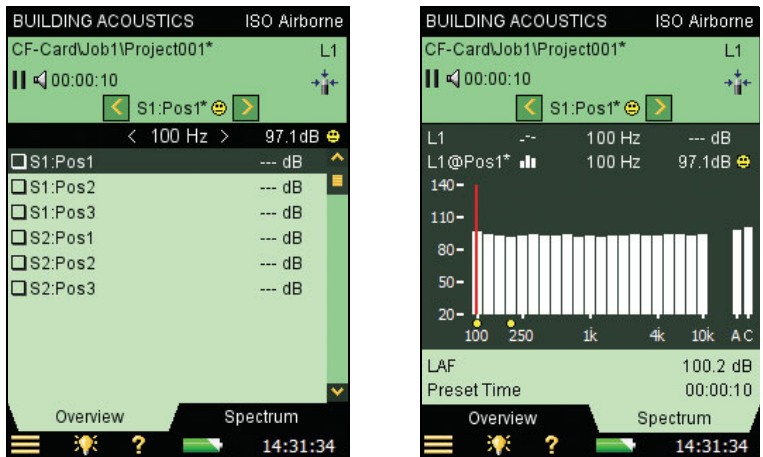 BUILDING ACOUSTICS ISO Airborne
CF-Card\Job1\Project001* L1
00:00:10
< S1:Pos1* >
< 100 Hz > 97.1dB
S1:Pos1 --- dB
S1:Pos2 --- dB
S1:Pos3 --- dB
S2:Pos1 --- dB
S2:Pos2 --- dB
S2:Pos3 --- dB
Overview Spectrum
? 14:31:34
BUILDING ACOUSTICS ISO Airborne
CF-Card\Job1\Project001* L1
00:00:10
< S1:Pos1* >
L1 100 Hz --- dB
L1@Pos1* 100 Hz 97.1dB
140
110
80
50
20
100 250 1k 4k 10k A C
LAF 100.2 dB
Preset Time 00:00:10
Overview Spectrum
? 14:31:34